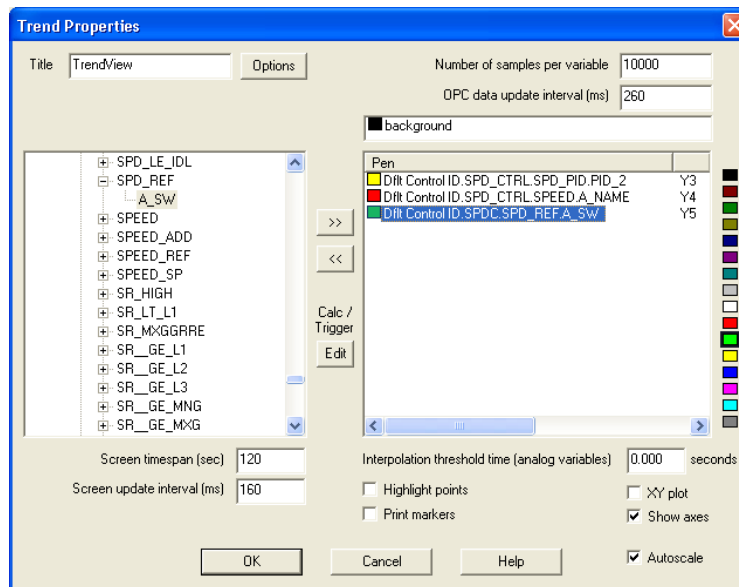 Trend Properties
Title TrendView Options
Number of samples per variable 10000
OPC data update interval (ms) 260
background
SPD_LE_IDL
SPD_REF
A_SW
SPEED
SPEED_ADD
SPEED_REF
SPEED_SP
SR_HIGH
SR_LT_L1
SR_MXGGRRE
SR__GE_L1
SR__GE_L2
SR__GE_L3
SR__GE_MNG
SR__GE_MXG
>>
<<
Calc /
Trigger
Edit
Pen
Dflt Control ID.SPD_CTRL.SPD_PID.PID_2 Y3
Dflt Control ID.SPD_CTRL.SPEED.A_NAME Y4
Dflt Control ID.SPDC.SPD_REF.A_SW Y5
Screen timespan (sec) 120
Screen update interval (ms) 160
Interpolation threshold time (analog variables) 0.000 seconds
Highlight points
Print markers
XY plot
Show axes
Autoscale
OK Cancel Help